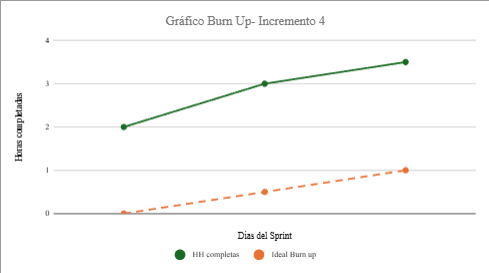 Gráfico Burn Up- Incremento 4
4
3
2
1
0
Horas completadas
Días del Sprint
HH completas
Ideal Burn up